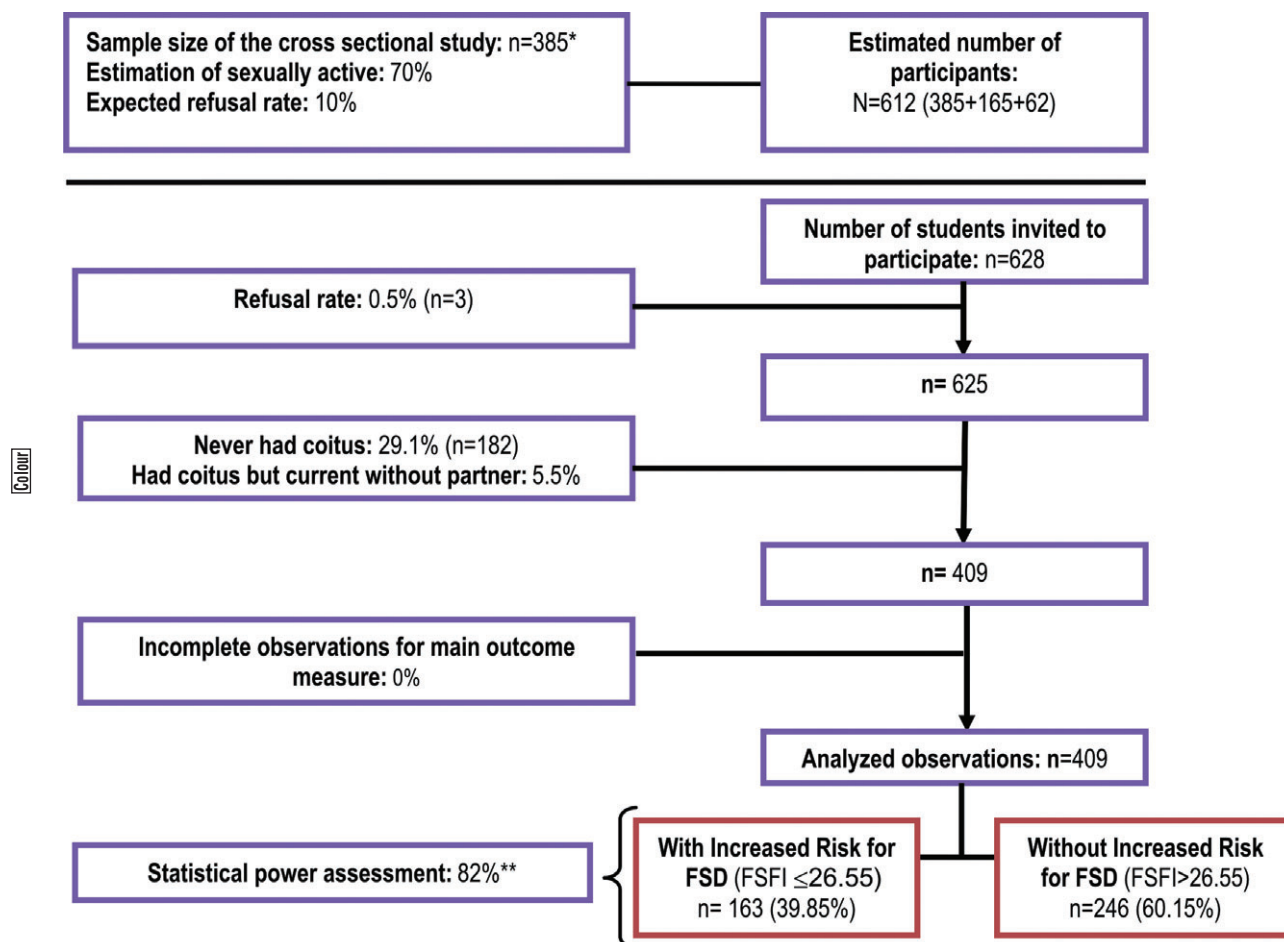 Sample size of the cross sectional study: n=385*
Estimation of sexually active: 70%
Expected refusal rate: 10%
Estimated number of
participants:
N=612 (385+165+62)
Number of students invited to
participate: n=628
Refusal rate: 0.5% (n=3)
n= 625
Never had coitus: 29.1% (n=182)
Had coitus but current without partner: 5.5%
Colour
n= 409
Incomplete observations for main outcome
measure: 0%
Analyzed observations: n=409
Statistical power assessment: 82%**
With Increased Risk for
FSD (FSFI ≤26.55)
n= 163 (39.85%)
Without Increased Risk
for FSD (FSFI>26.55)
n=246 (60.15%)